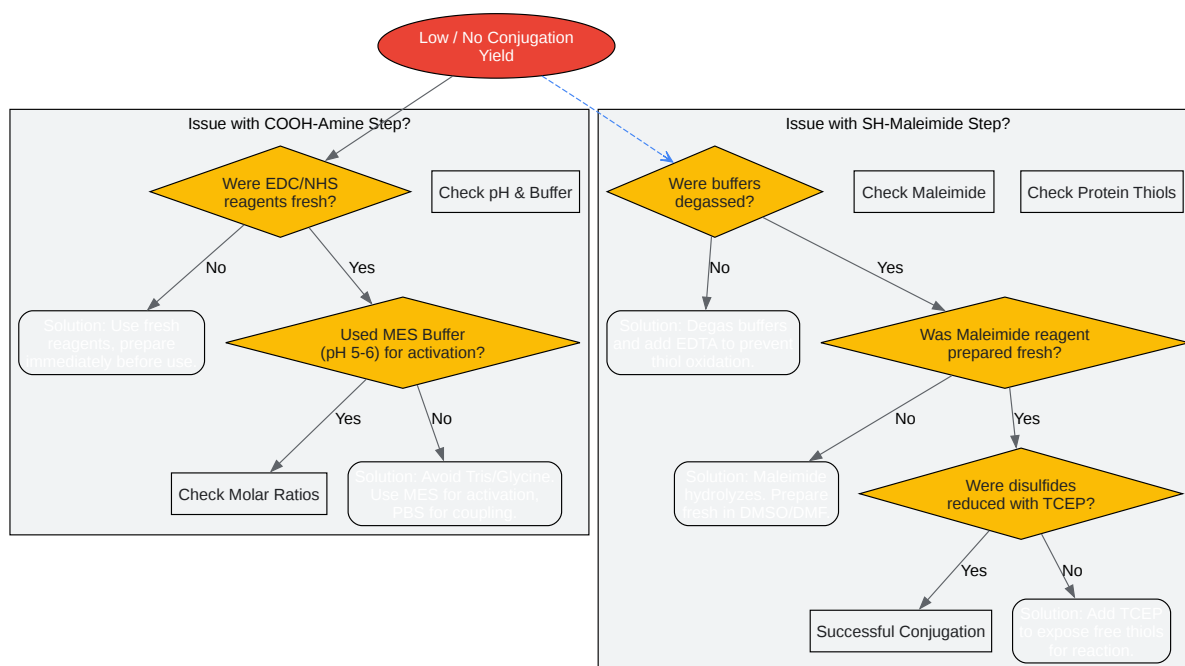 Low / No Conjugation
Yield
Issue with COOH-Amine Step?
Were EDC/NHS
reagents fresh?
Check pH & Buffer
No
Yes
Solution: Use fresh
reagents, prepare
immediately before use.
Used MES Buffer
(pH 5-6) for activation?
Yes
No
Check Molar Ratios
Solution: Avoid Tris/Glycine.
Use MES for activation,
PBS for coupling.
Issue with SH-Maleimide Step?
Were buffers
degassed?
Check Maleimide
Check Protein Thiols
No
Yes
Solution: Degas buffers
and add EDTA to prevent
thiol oxidation.
Was Maleimide reagent
prepared fresh?
No
Yes
Solution: Maleimide
hydrolyzes. Prepare
fresh in DMSO/DMF.
Were disulfides
reduced with TCEP?
Yes
No
Successful Conjugation
Solution: Add TCEP
to expose free thiols
for reaction.